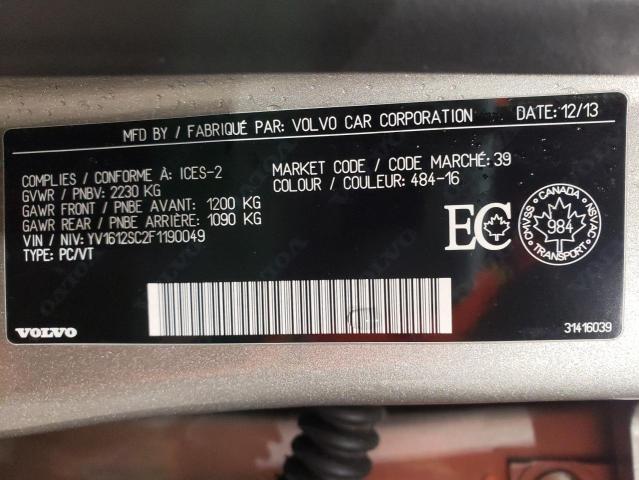 MFD BY / FABRIQUÉ PAR: VOLVO CAR CORPORATION DATE: 12/13
COMPLIES / CONFORME À: ICES-2
GVWR / PNBV: 2230 KG
GAWR FRONT / PNBE AVANT: 1200 KG
GAWR REAR / PNBE ARRIÈRE: 1090 KG
VIN / NIV: YV1612SC2F1190049
TYPE: PC/VT
MARKET CODE / CODE MARCHÉ: 39
COLOUR / COULEUR: 484-16
EC
CANADA
CMVSS 984 NSVAC
TRANSPORT
VOLVO
31416039